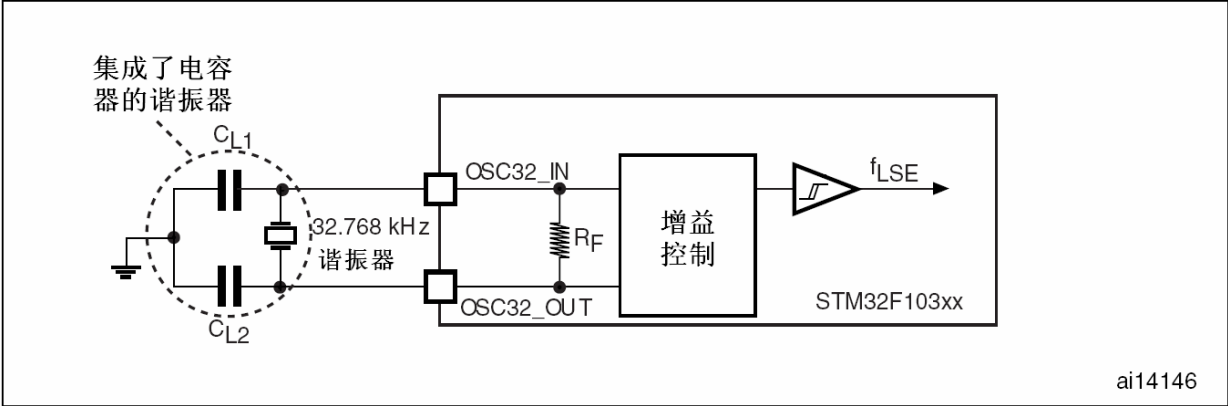 集成了电容
器的谐振器
CL1
OSC32_IN
fLSE
32.768 kHz
谐振器
RF
增益
控制
OSC32_OUT
STM32F103xx
CL2
ai14146